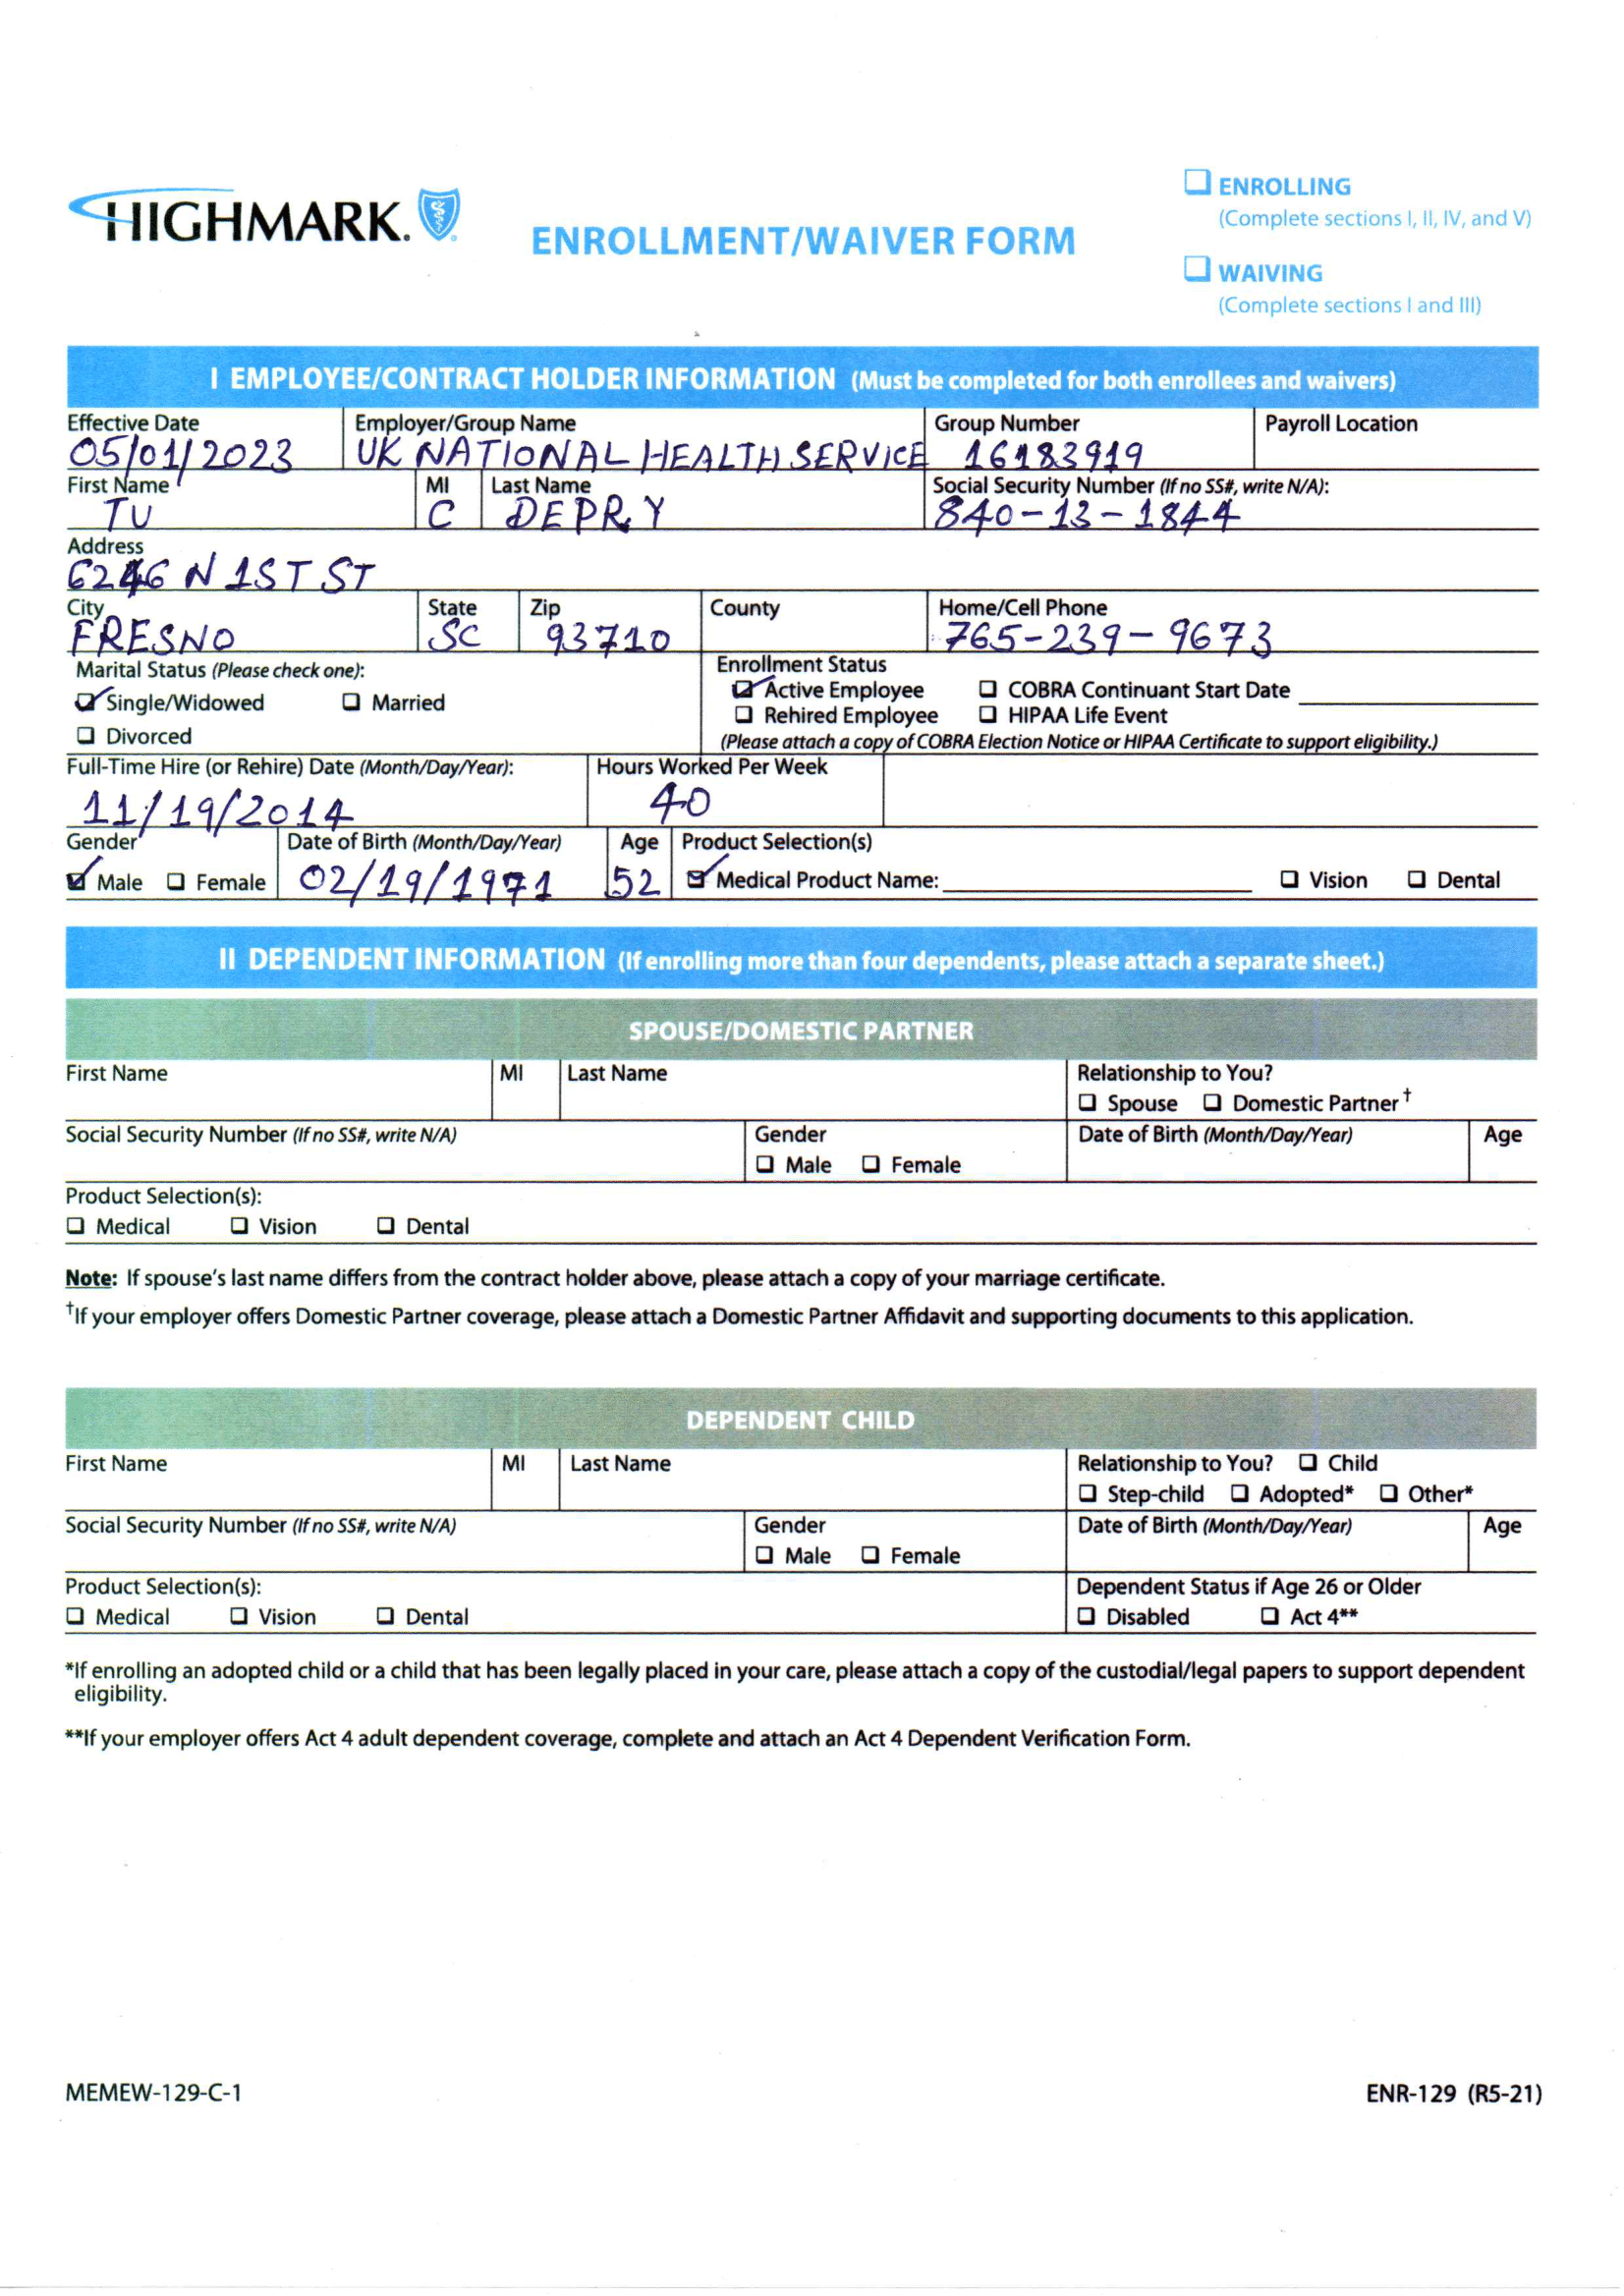 HIGHMARK.
ENROLLMENT/WAIVER FORM
❏ ENROLLING
(Complete sections I, II, IV, and V)
❏ WAIVING
(Complete sections I and III)
I EMPLOYEE/CONTRACT HOLDER INFORMATION (Must be completed for both enrollees and waivers)
Effective Date Employer/Group Name Group Number Payroll Location
05/01/2023 UK NATIONAL HEALTH SERVICE 16183919
First Name MI Last Name Social Security Number (If no SS#, write N/A):
TU C DEPRY 840-13-1844
Address
6246 N 1ST ST
City State Zip County Home/Cell Phone
FRESNO SC 93710 765-239-9673
Marital Status (Please check one): Enrollment Status
☑ Single/Widowed ❏ Married ☑ Active Employee ❏ COBRA Continuant Start Date
❏ Divorced ❏ Rehired Employee ❏ HIPAA Life Event
(Please attach a copy of COBRA Election Notice or HIPAA Certificate to support eligibility.)
Full-Time Hire (or Rehire) Date (Month/Day/Year): Hours Worked Per Week
11/19/2014 40
Gender Date of Birth (Month/Day/Year) Age Product Selection(s)
☑ Male ❏ Female 02/19/1971 52 ☑ Medical Product Name: ❏ Vision ❏ Dental
II DEPENDENT INFORMATION (If enrolling more than four dependents, please attach a separate sheet.)
SPOUSE/DOMESTIC PARTNER
First Name MI Last Name Relationship to You?
❏ Spouse ❏ Domestic Partner †
Social Security Number (If no SS#, write N/A) Gender Date of Birth (Month/Day/Year) Age
❏ Male ❏ Female
Product Selection(s):
❏ Medical ❏ Vision ❏ Dental
Note: If spouse's last name differs from the contract holder above, please attach a copy of your marriage certificate.
†If your employer offers Domestic Partner coverage, please attach a Domestic Partner Affidavit and supporting documents to this application.
DEPENDENT CHILD
First Name MI Last Name Relationship to You? ❏ Child
❏ Step-child ❏ Adopted* ❏ Other*
Social Security Number (If no SS#, write N/A) Gender Date of Birth (Month/Day/Year) Age
❏ Male ❏ Female
Product Selection(s): Dependent Status if Age 26 or Older
❏ Medical ❏ Vision ❏ Dental ❏ Disabled ❏ Act 4**
*If enrolling an adopted child or a child that has been legally placed in your care, please attach a copy of the custodial/legal papers to support dependent
eligibility.
**If your employer offers Act 4 adult dependent coverage, complete and attach an Act 4 Dependent Verification Form.
MEMEW-129-C-1 ENR-129 (R5-21)